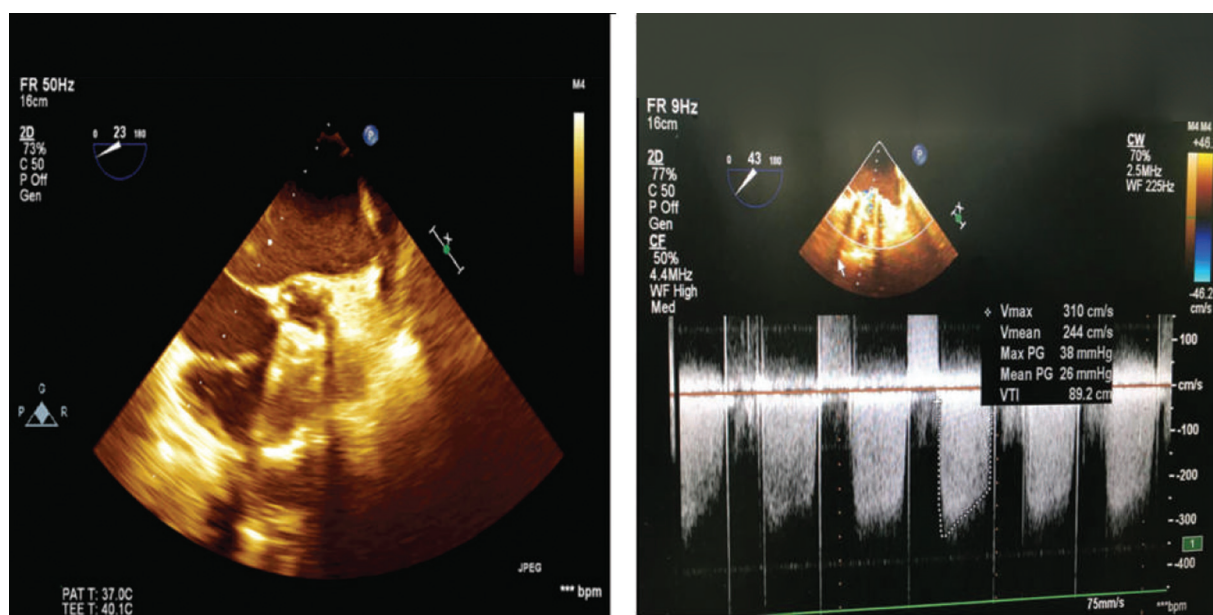 FR 50Hz
16cm
M4
0 23 180
P
2D
73%
C 50
P Off
Gen
X
G
P R
JPEG
PAT T: 37.0C
TEE T: 40.1C
*** bpm
FR 9Hz
16cm
M4 M4
+46.
CW
70%
2.5MHz
WF 225Hz
0 43 180
P
2D
77%
C 50
P Off
Gen
CF
50%
4.4MHz
WF High
Med
X
-46.2
cm/s
Vmax 310 cm/s
Vmean 244 cm/s
Max PG 38 mmHg
Mean PG 26 mmHg
VTI 89.2 cm
-100
cm/s
-100
-200
-300
1
-400
75mm/s
***bpm